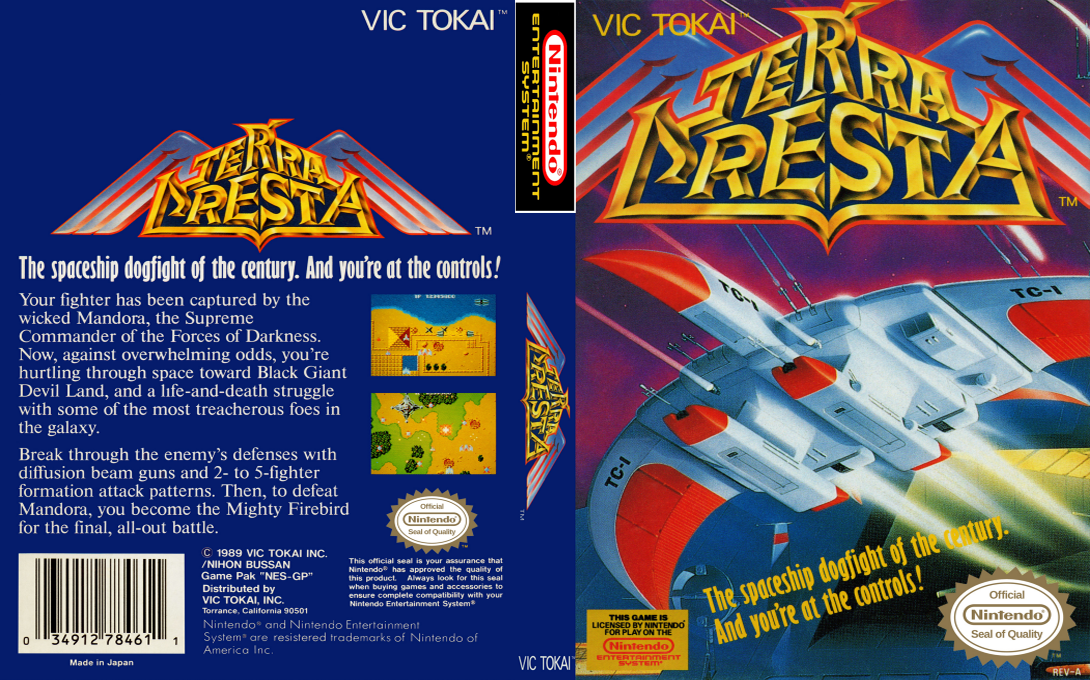 VIC TOKAI™
TERRA
CRESTA
TM
The spaceship dogfight of the century. And you're at the controls!
Your fighter has been captured by the
wicked Mandora, the Supreme
Commander of the Forces of Darkness.
Now, against overwhelming odds, you're
hurtling through space toward Black Giant
Devil Land, and a life-and-death struggle
with some of the most treacherous foes in
the galaxy.
Break through the enemy's defenses with
diffusion beam guns and 2- to 5-fighter
formation attack patterns. Then, to defeat
Mandora, you become the Mighty Firebird
for the final, all-out battle.
Official
Nintendo®
Seal of Quality
TM
0 34912 78461 1
Made in Japan
© 1989 VIC TOKAI INC.
/NIHON BUSSAN
Game Pak "NES-GP"
Distributed by
VIC TOKAI, INC.
Torrance, California 90501
This official seal is your assurance that
Nintendo® has approved the quality of
this product. Always look for this seal
when buying games and accessories to
ensure complete compatibility with your
Nintendo Entertainment System®
Nintendo® and Nintendo Entertainment
System® are registered trademarks of Nintendo of
America Inc.
Nintendo®
ENTERTAINMENT
SYSTEM®
TERRA
CRESTA
TM
VIC TOKAI™
VIC TOKAI™
TERRA
CRESTA
TM
TC-1
TC-1
TC-1
The spaceship dogfight of the century.
And you're at the controls!
THIS GAME IS
LICENSED BY NINTENDO®
FOR PLAY ON THE
Nintendo®
ENTERTAINMENT
SYSTEM®
Official
Nintendo®
Seal of Quality
TM
REV-A